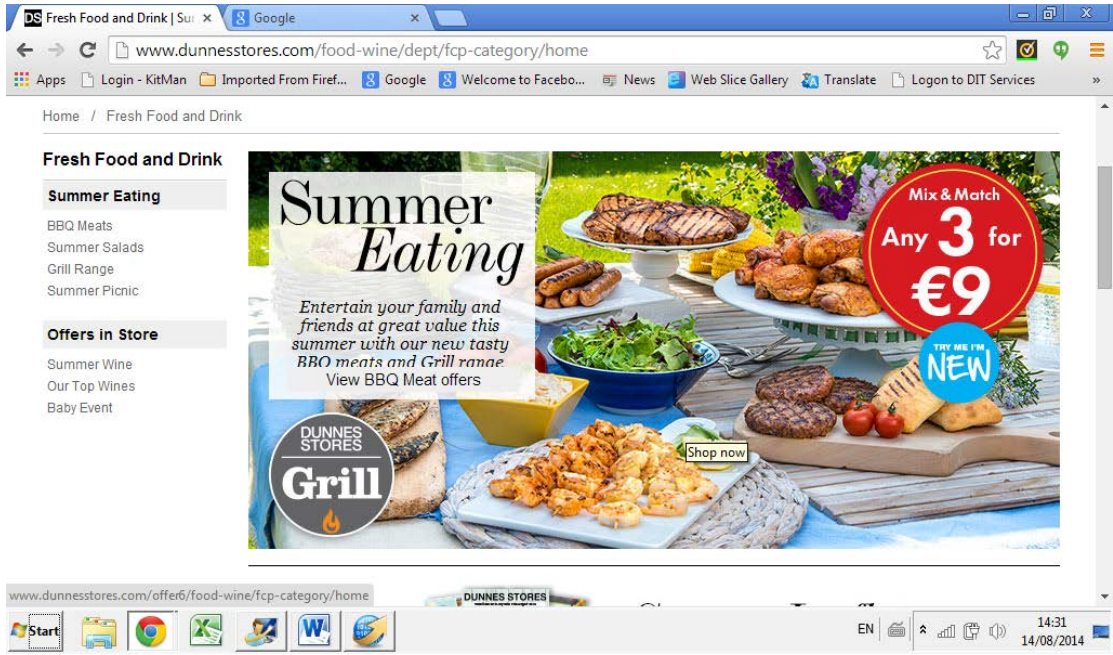 DS Fresh Food and Drink | Su
Google
www.dunnesstores.com/food-wine/dept/fcp-category/home
Apps Login - KitMan Imported From Firef... Google Welcome to Facebo... News Web Slice Gallery Translate Logon to DIT Services »
Home / Fresh Food and Drink
Fresh Food and Drink
Summer Eating
BBQ Meats
Summer Salads
Grill Range
Summer Picnic
Offers in Store
Summer Wine
Our Top Wines
Baby Event
Summer
Eating
Entertain your family and
friends at great value this
summer with our new tasty
BBQ meats and Grill range
View BBQ Meat offers
Mix & Match
Any 3 for
€9
TRY ME I'M
NEW
DUNNES
STORES
Grill
Shop now
DUNNES STORES
www.dunnesstores.com/offer6/food-wine/fcp-category/home
Start
EN
14:31
14/08/2014